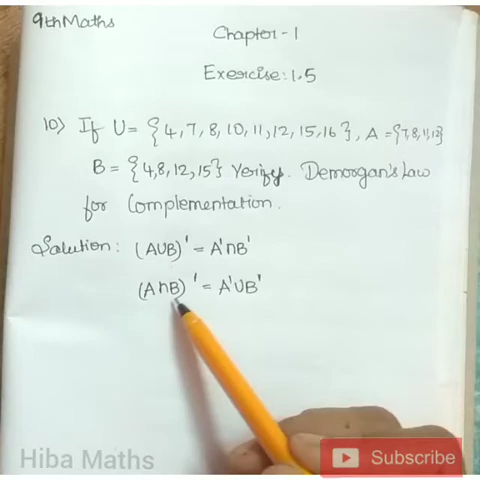 9th Maths
Chapter-1
Exercise: 1.5
10) If U = {4, 7, 8, 10, 11, 12, 15, 16}, A = {7, 8, 11, 12}
B = {4, 8, 12, 15} Verify Demorgan's Law
for Complementation.
Solution: (A∪B)' = A'∩B'
(A∩B)' = A'∪B'
Hiba Maths
Subscribe